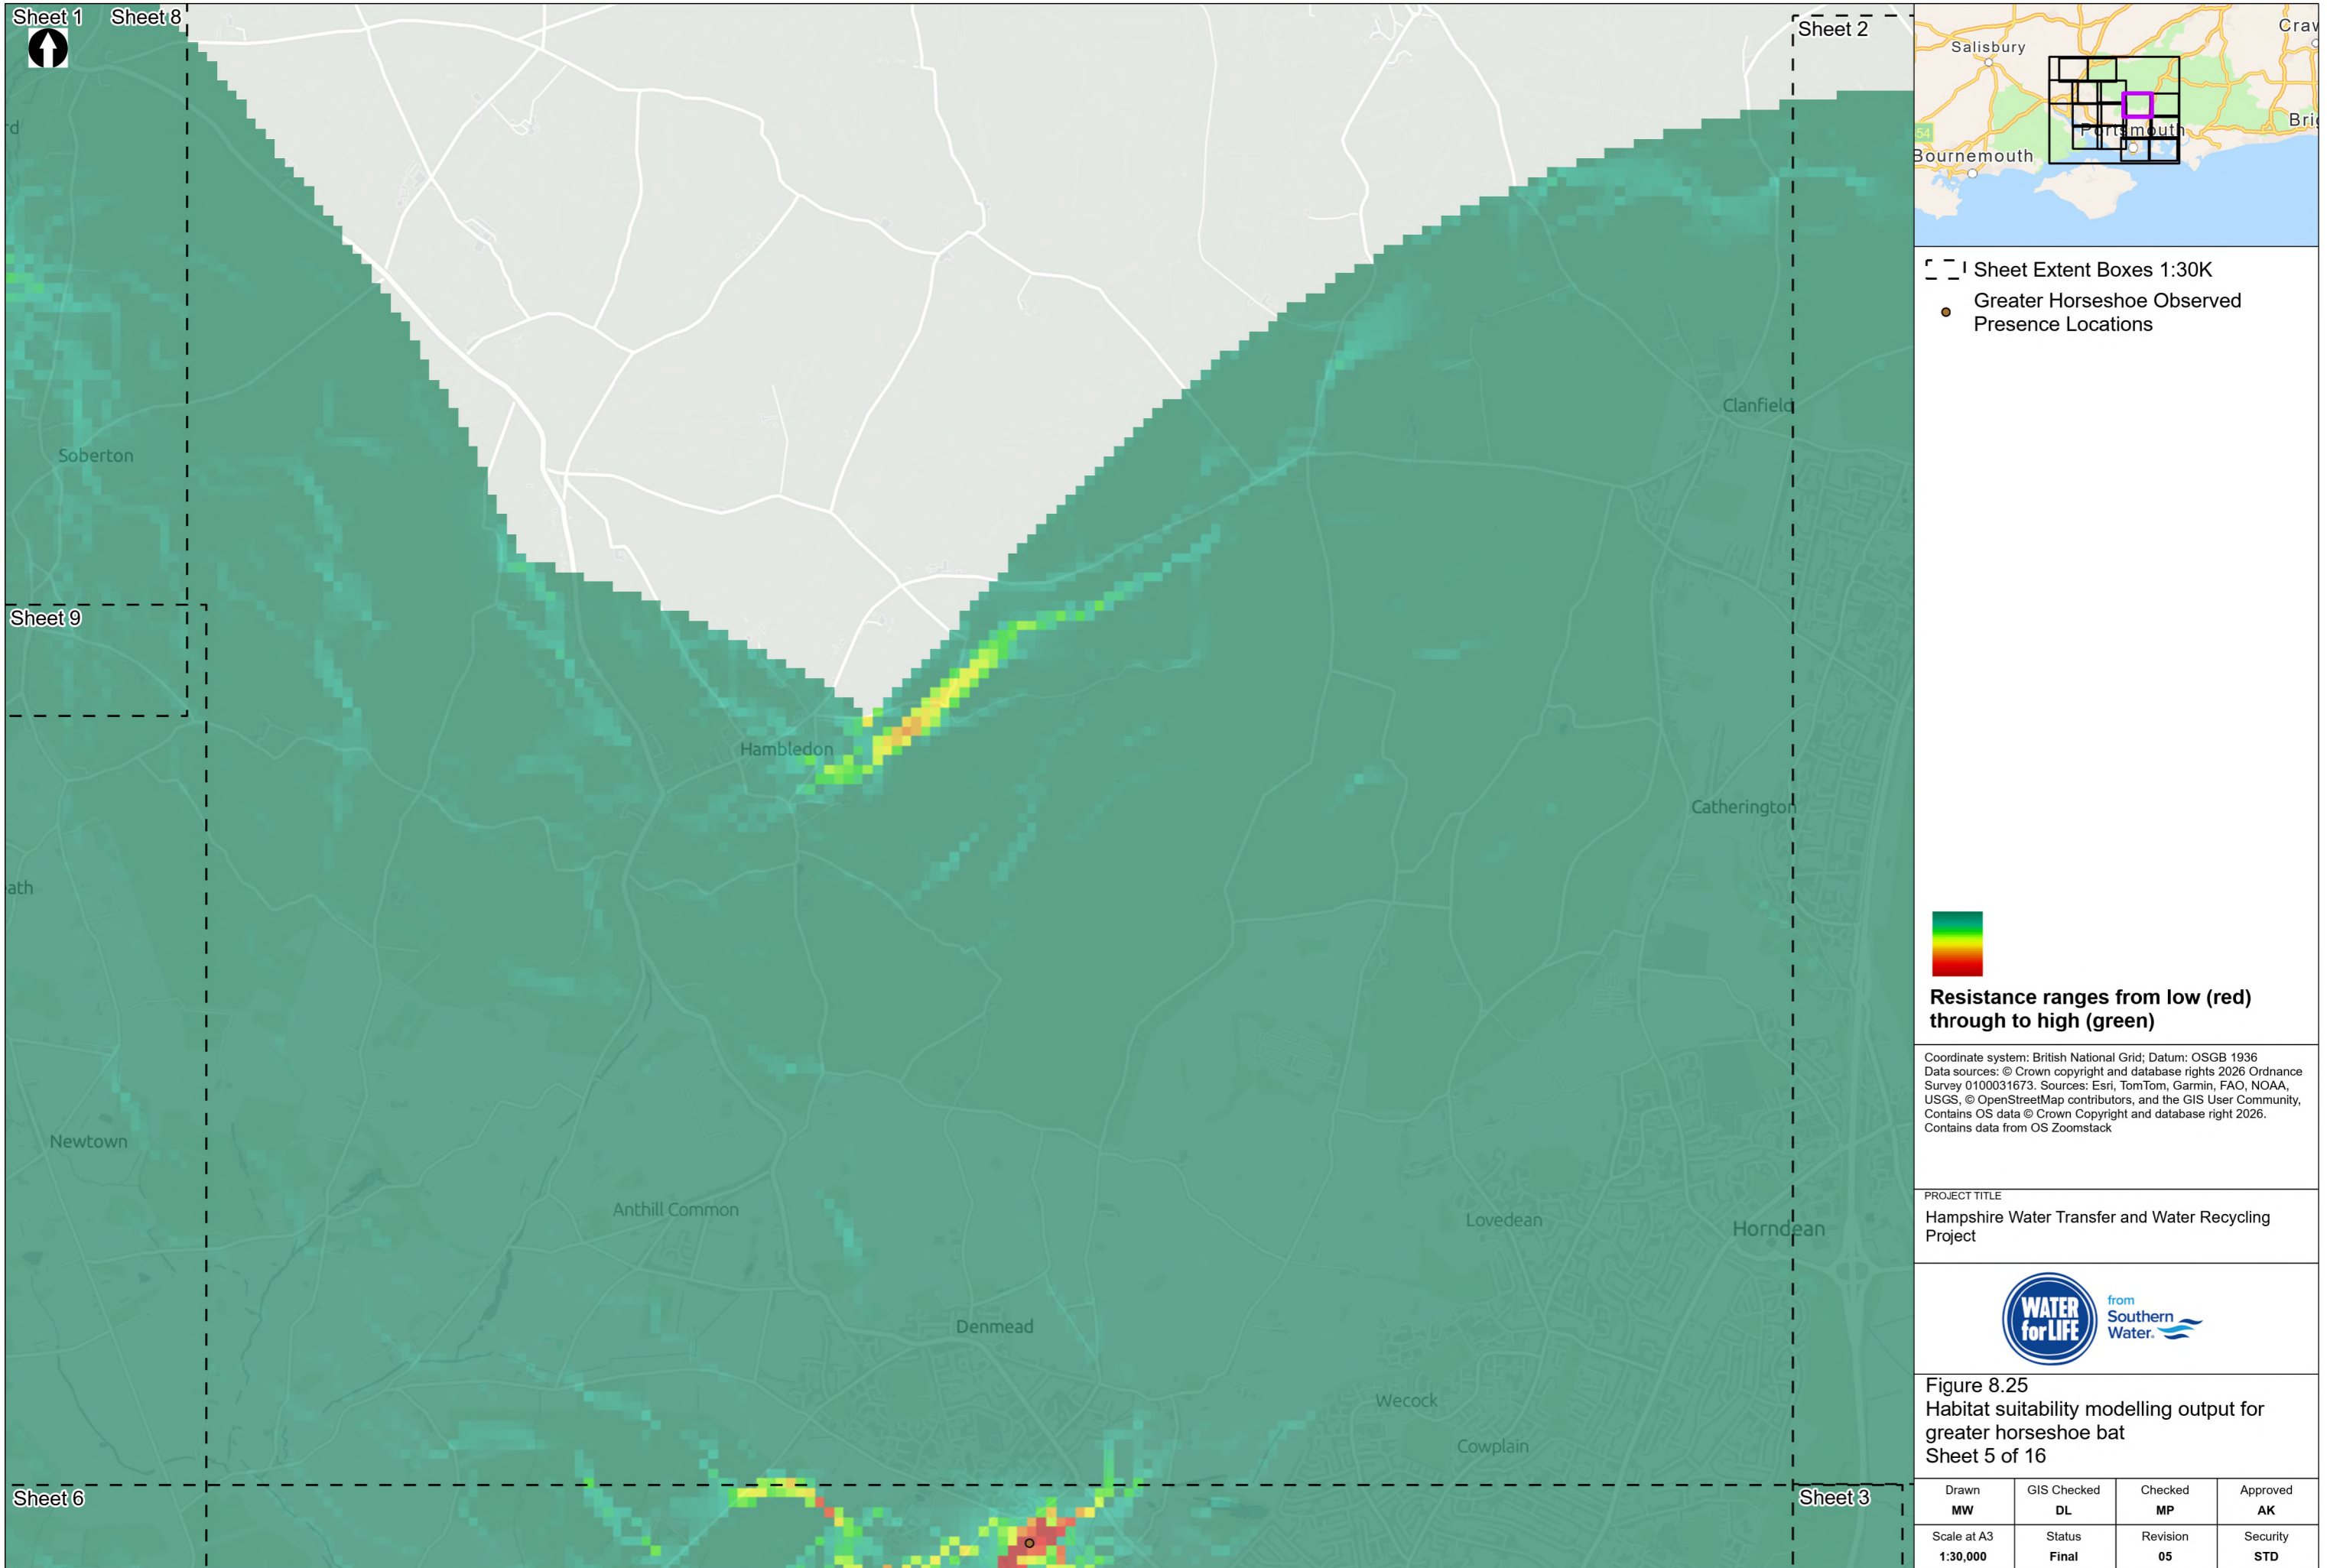 Sheet 1
Sheet 8
Sheet 2
rd
Clanfield
Soberton
Sheet 9
Hambledon
Catherington
ath
Newtown
Anthill Common
Lovedean
Horndean
Denmead
Wecock
Cowplain
Sheet 6
Sheet 3
Salisbury
Craw
Portsmouth
Brig
54
Bournemouth
Sheet Extent Boxes 1:30K
Greater Horseshoe Observed
Presence Locations
Resistance ranges from low (red)
through to high (green)
Coordinate system: British National Grid; Datum: OSGB 1936
Data sources: © Crown copyright and database rights 2026 Ordnance
Survey 0100031673. Sources: Esri, TomTom, Garmin, FAO, NOAA,
USGS, © OpenStreetMap contributors, and the GIS User Community,
Contains OS data © Crown Copyright and database right 2026.
Contains data from OS Zoomstack
PROJECT TITLE
Hampshire Water Transfer and Water Recycling
Project
WATER
for LIFE
from
Southern
Water.
Figure 8.25
Habitat suitability modelling output for
greater horseshoe bat
Sheet 5 of 16
Drawn GIS Checked Checked Approved
MW DL MP AK
Scale at A3 Status Revision Security
1:30,000 Final 05 STD